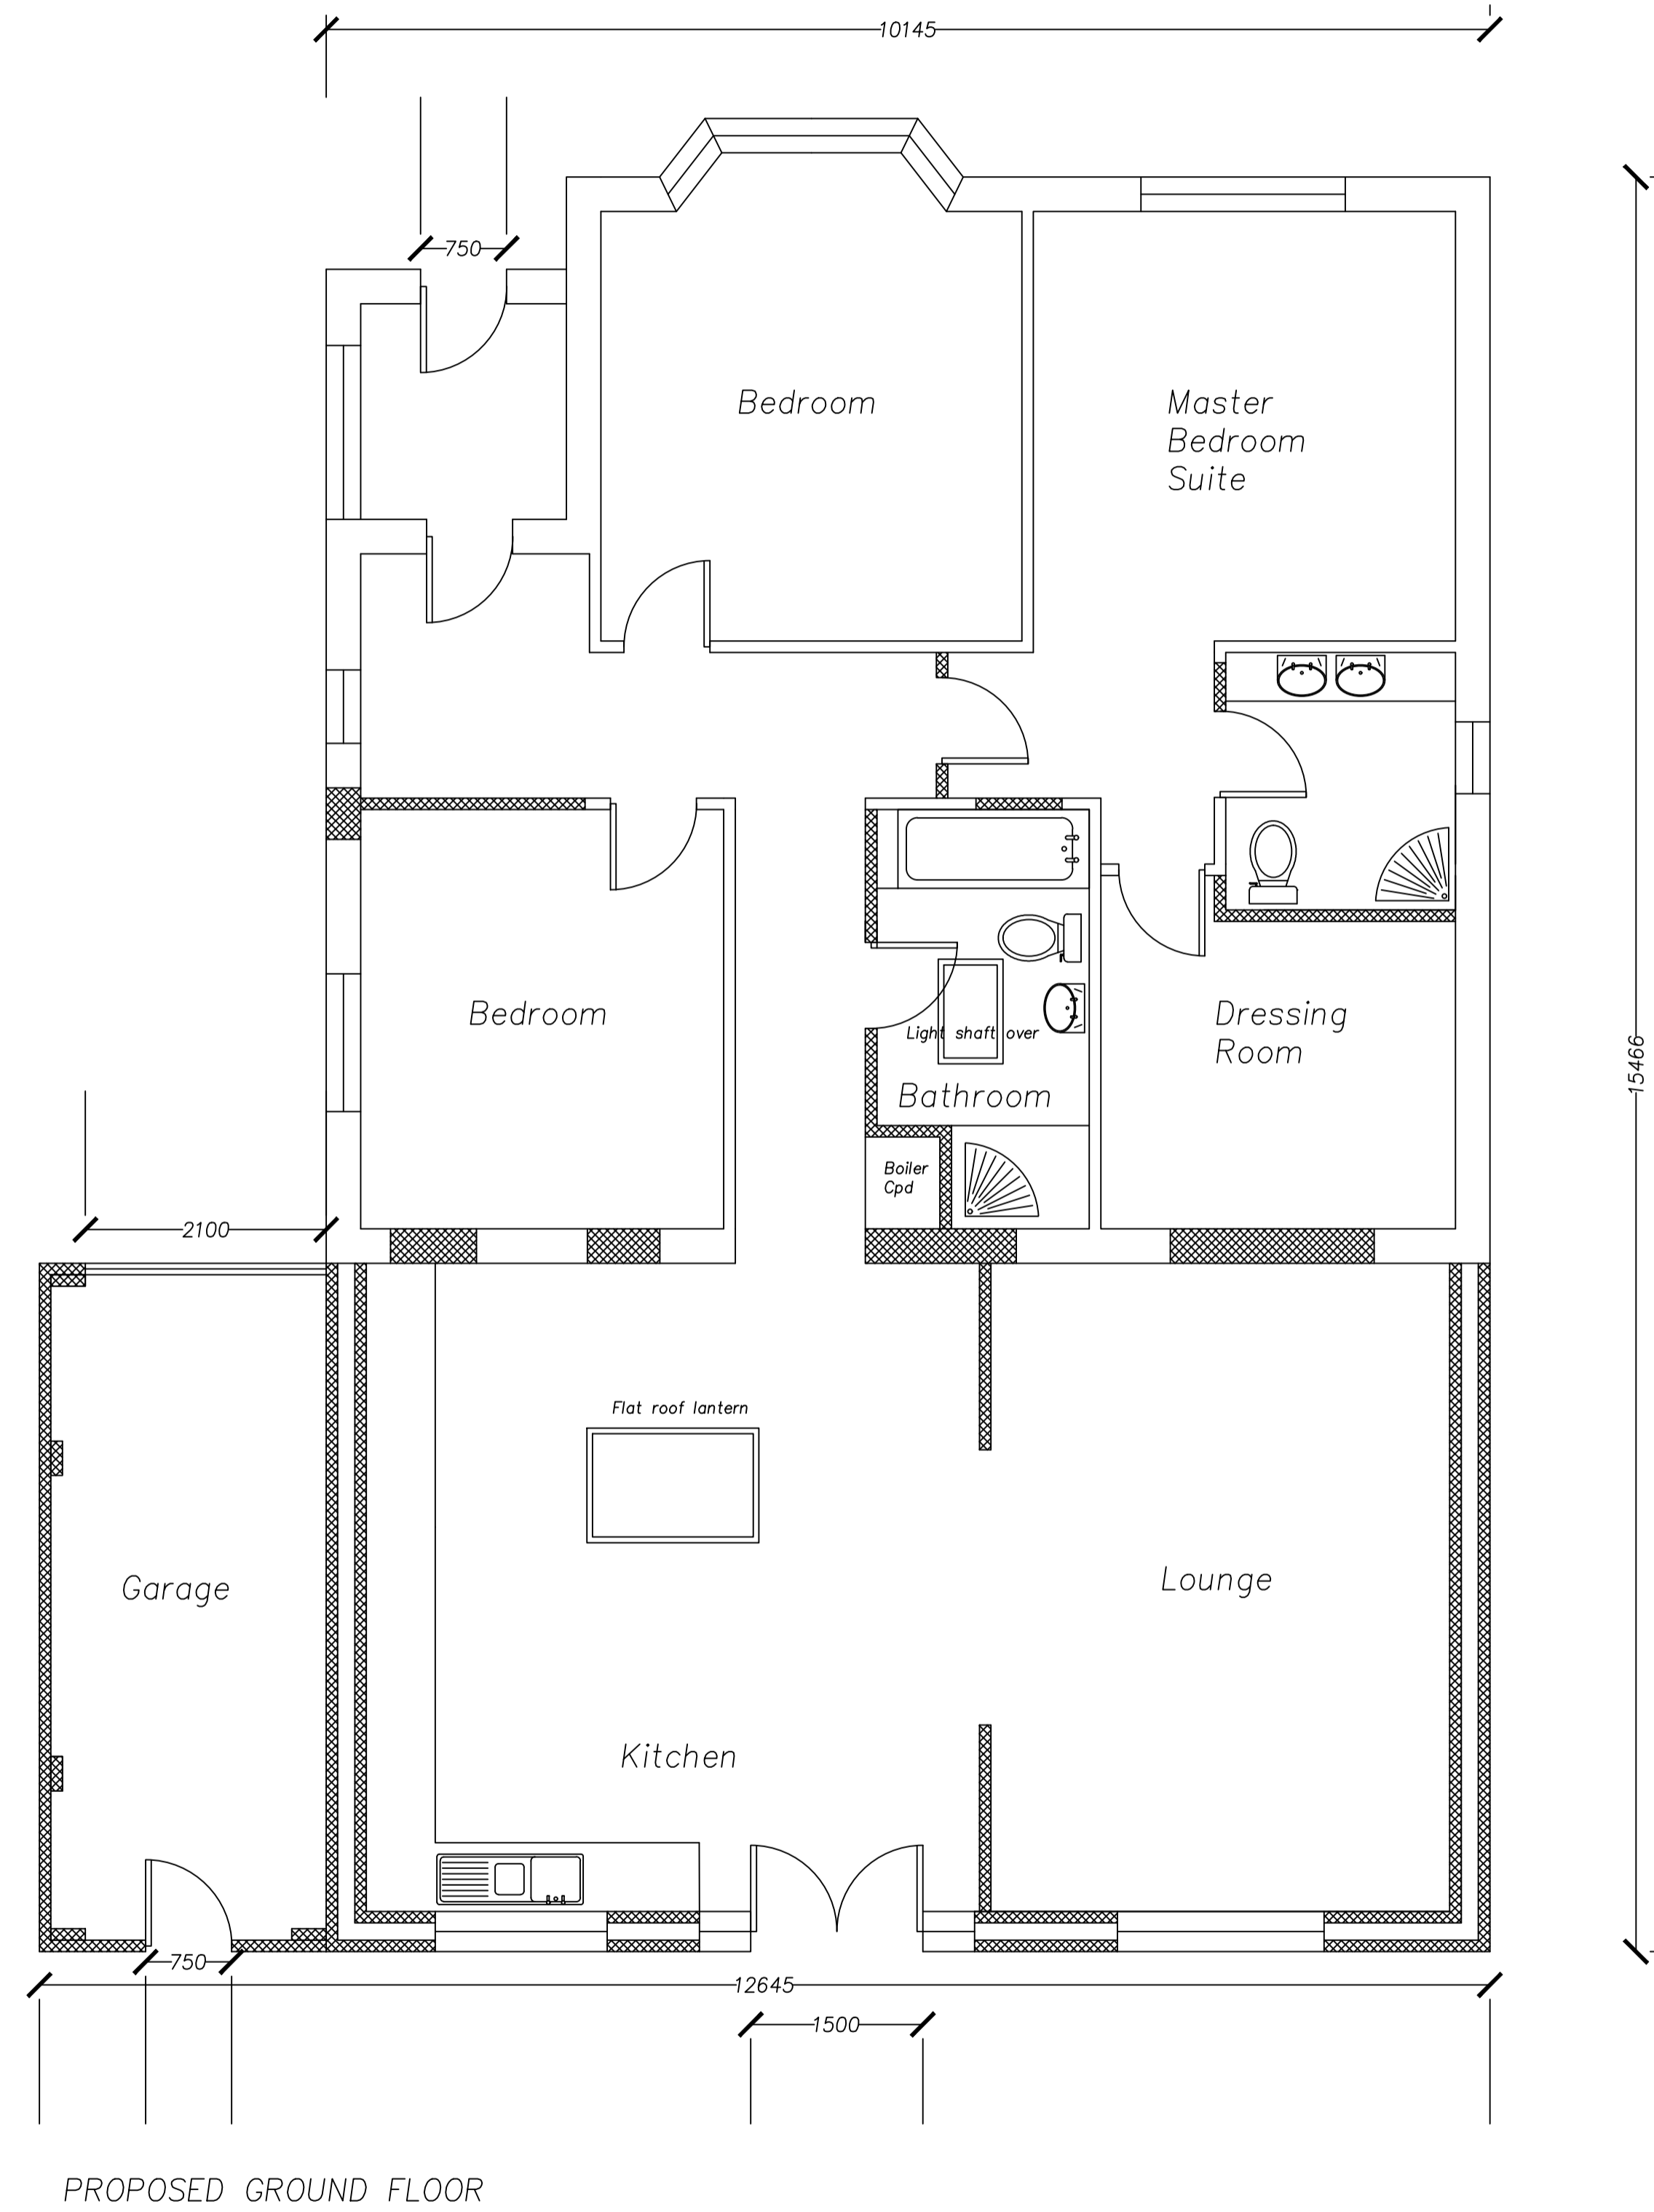 10145
750
Bedroom
Master
Bedroom
Suite
Bedroom
Light shaft over
Bathroom
Dressing
Room
15466
Boiler
Cpd
2100
Flat roof lantern
Garage
Lounge
Kitchen
750
12645
1500
PROPOSED GROUND FLOOR